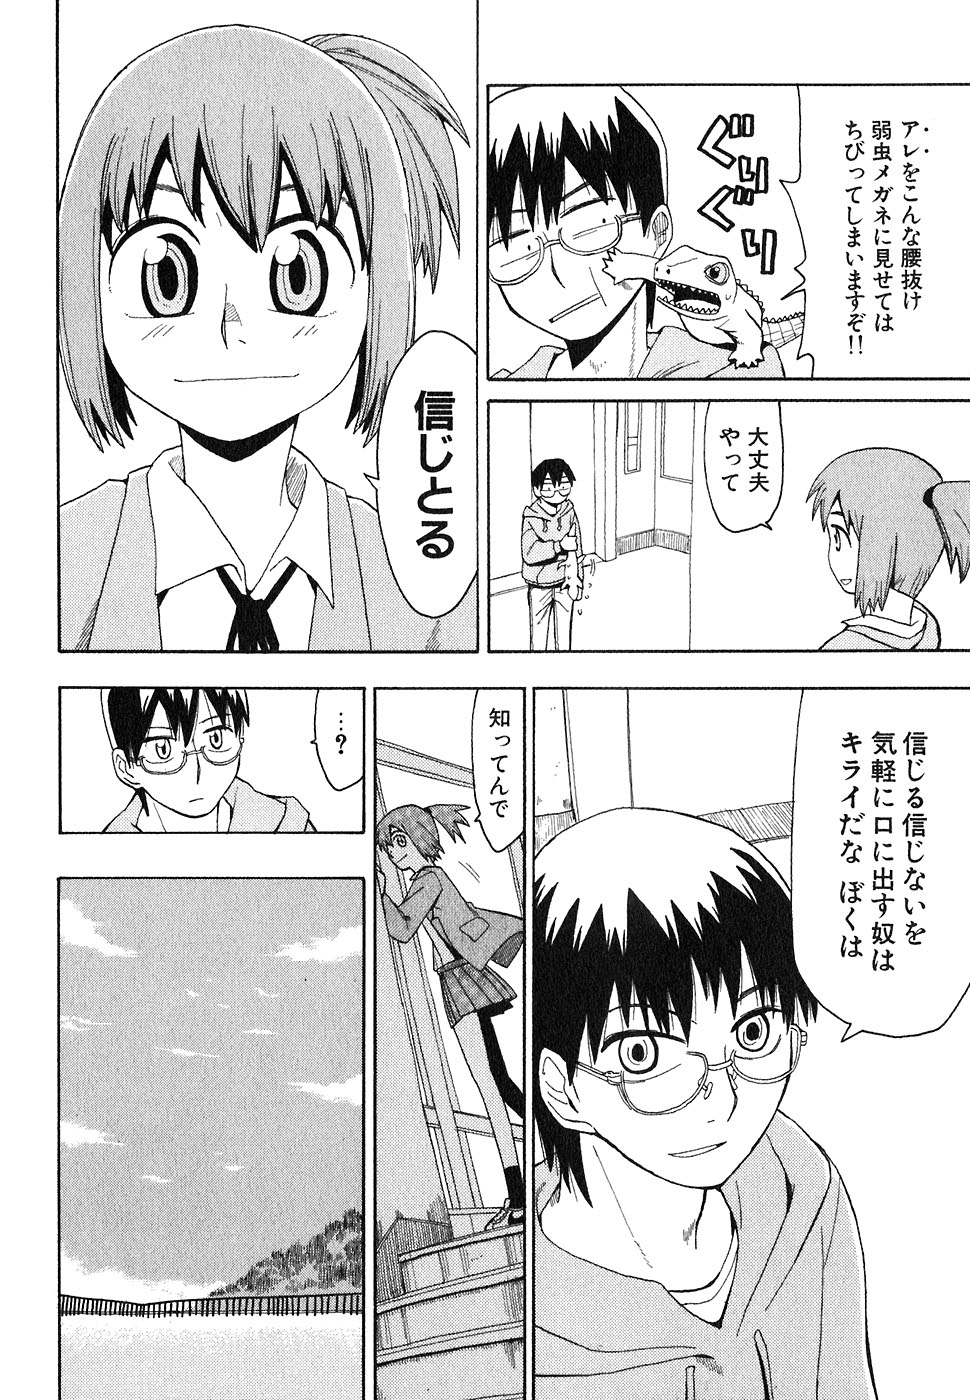 アレをこんな腰抜け
弱虫メガネに見せては
ちびってしまいますぞ!!
ぐりぐり
大丈夫
やって
信じとる
信じる信じないを
気軽に口に出す奴は
キライだな ぼくは
知ってんで
…?